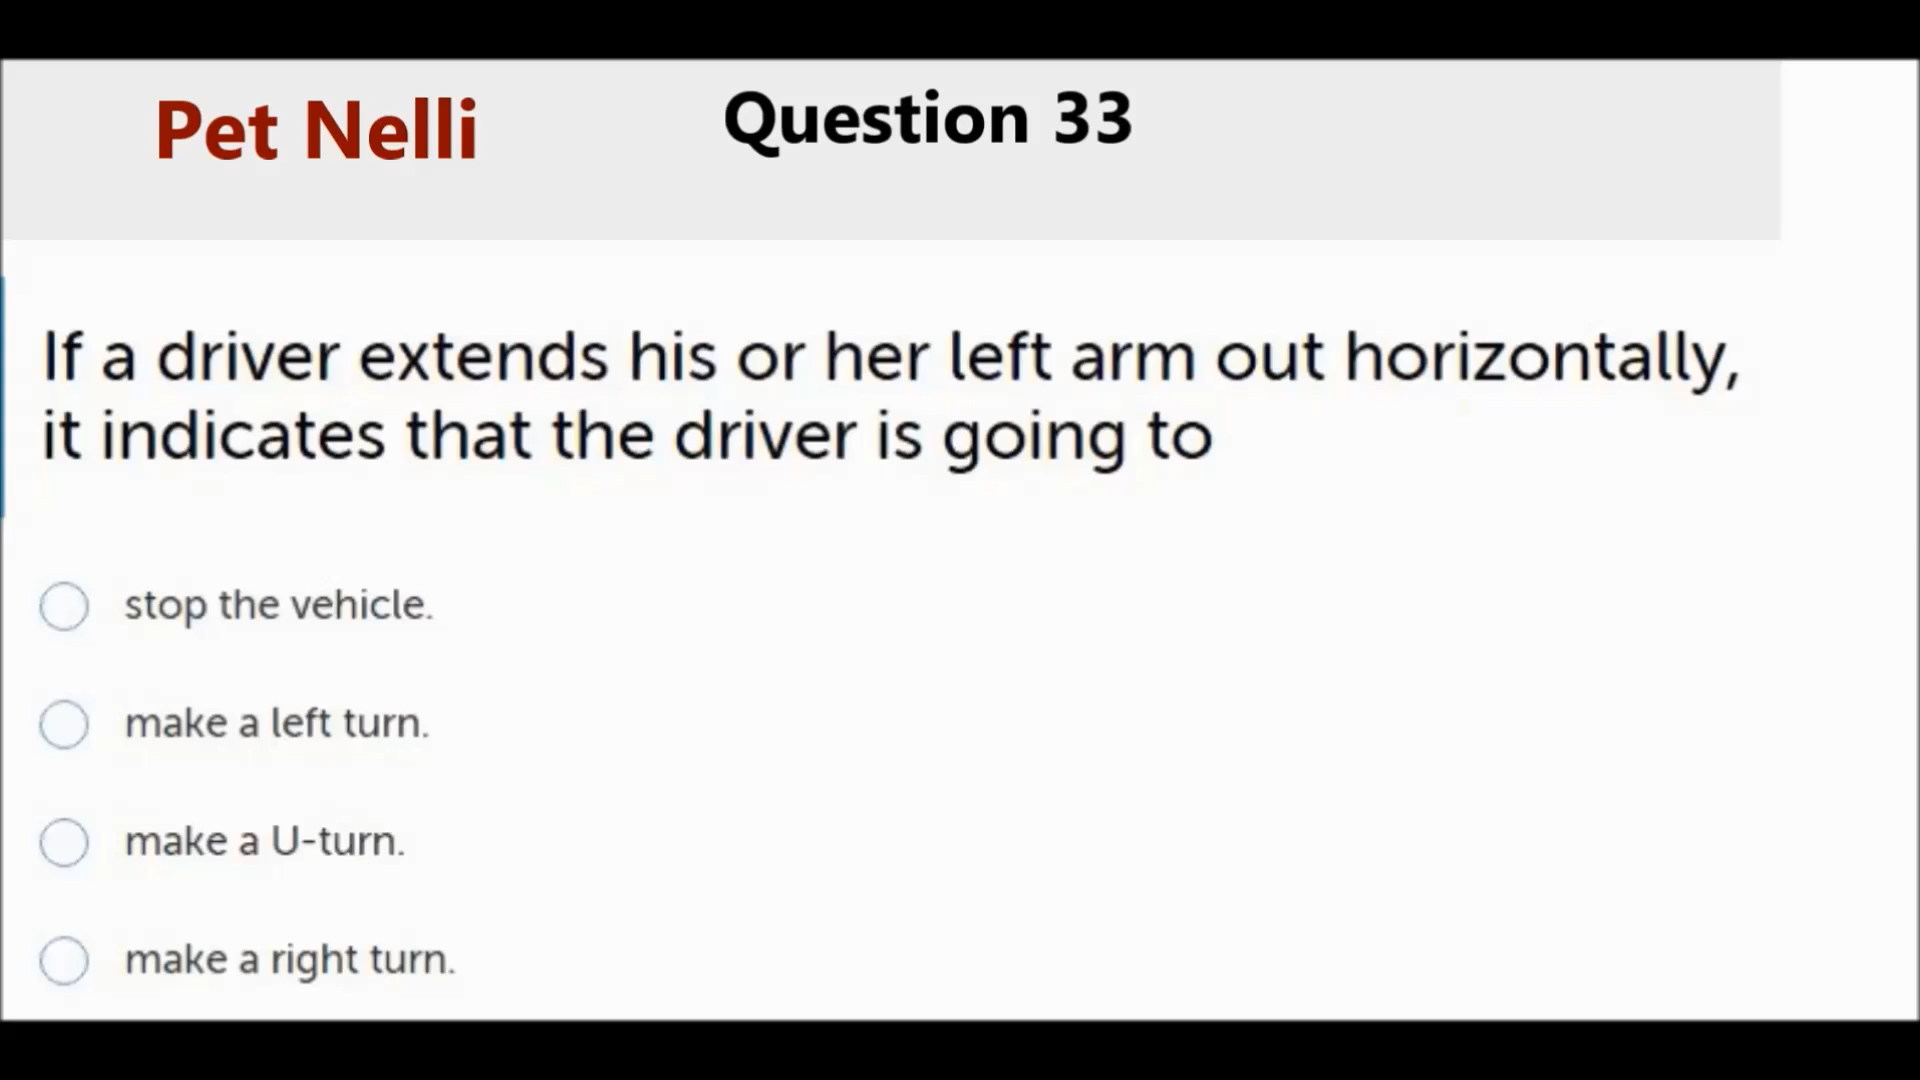 Pet Nelli
Question 33
If a driver extends his or her left arm out horizontally,
it indicates that the driver is going to
stop the vehicle.
make a left turn.
make a U-turn.
make a right turn.